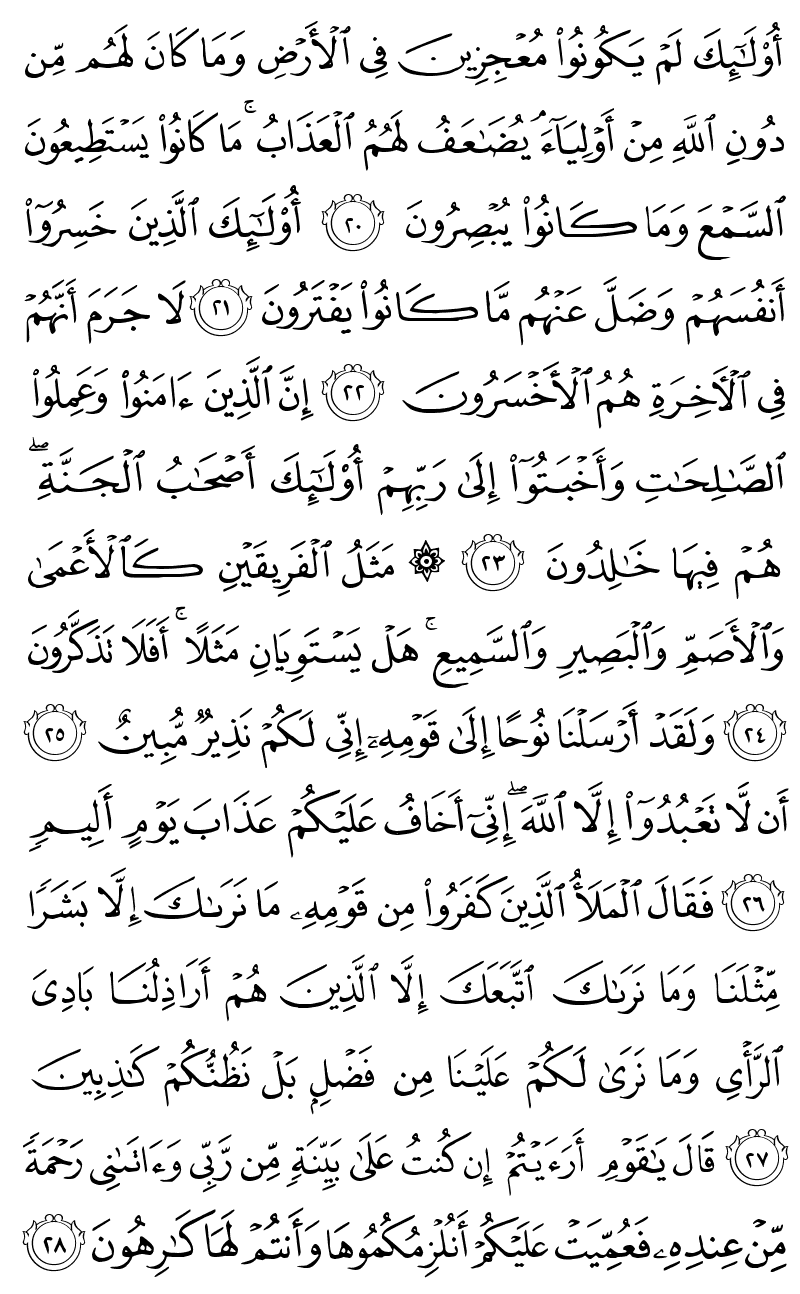 أُوْلَٰٓئِكَ لَمْ يَكُونُواْ مُعْجِزِينَ فِي ٱلْأَرْضِ وَمَا كَانَ لَهُم مِّن
دُونِ ٱللَّهِ مِنْ أَوْلِيَآءَۘ يُضَٰعَفُ لَهُمُ ٱلْعَذَابُۚ مَا كَانُواْ يَسْتَطِيعُونَ
ٱلسَّمْعَ وَمَا كَانُواْ يُبْصِرُونَ ٢٠ أُوْلَٰٓئِكَ ٱلَّذِينَ خَسِرُوٓاْ
أَنفُسَهُمْ وَضَلَّ عَنْهُم مَّا كَانُواْ يَفْتَرُونَ ٢١ لَا جَرَمَ أَنَّهُمْ
فِي ٱلْأٓخِرَةِ هُمُ ٱلْأَخْسَرُونَ ٢٢ إِنَّ ٱلَّذِينَ ءَامَنُواْ وَعَمِلُواْ
ٱلصَّٰلِحَٰتِ وَأَخْبَتُوٓاْ إِلَىٰ رَبِّهِمْ أُوْلَٰٓئِكَ أَصْحَٰبُ ٱلْجَنَّةِۖ
هُمْ فِيهَا خَٰلِدُونَ ٢٣ ۞ مَثَلُ ٱلْفَرِيقَيْنِ كَٱلْأَعْمَىٰ
وَٱلْأَصَمِّ وَٱلْبَصِيرِ وَٱلسَّمِيعِۚ هَلْ يَسْتَوِيَانِ مَثَلًاۚ أَفَلَا تَذَكَّرُونَ
٢٤ وَلَقَدْ أَرْسَلْنَا نُوحًا إِلَىٰ قَوْمِهِۦٓ إِنِّي لَكُمْ نَذِيرٌ مُّبِينٌ ٢٥
أَن لَّا تَعْبُدُوٓاْ إِلَّا ٱللَّهَۖ إِنِّيٓ أَخَافُ عَلَيْكُمْ عَذَابَ يَوْمٍ أَلِيمٍ
٢٦ فَقَالَ ٱلْمَلَأُ ٱلَّذِينَ كَفَرُواْ مِن قَوْمِهِۦ مَا نَرَىٰكَ إِلَّا بَشَرًا
مِّثْلَنَا وَمَا نَرَىٰكَ ٱتَّبَعَكَ إِلَّا ٱلَّذِينَ هُمْ أَرَاذِلُنَا بَادِيَ
ٱلرَّأْيِ وَمَا نَرَىٰ لَكُمْ عَلَيْنَا مِن فَضْلٍۭ بَلْ نَظُنُّكُمْ كَٰذِبِينَ
٢٧ قَالَ يَٰقَوْمِ أَرَءَيْتُمْ إِن كُنتُ عَلَىٰ بَيِّنَةٍ مِّن رَّبِّي وَءَاتَىٰنِي رَحْمَةً
مِّنْ عِندِهِۦ فَعُمِّيَتْ عَلَيْكُمْ أَنُلْزِمُكُمُوهَا وَأَنتُمْ لَهَا كَٰرِهُونَ ٢٨